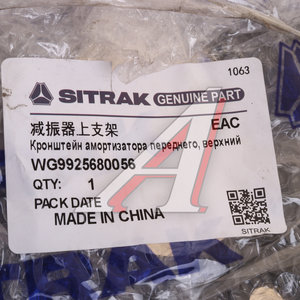 1063
SITRAK GENUINE PART
减振器上支架 EAC
Кронштейн амортизатора переднего, верхний
WG9925680056
QTY: 1
PACK DATE
MADE IN CHINA
SITRAK